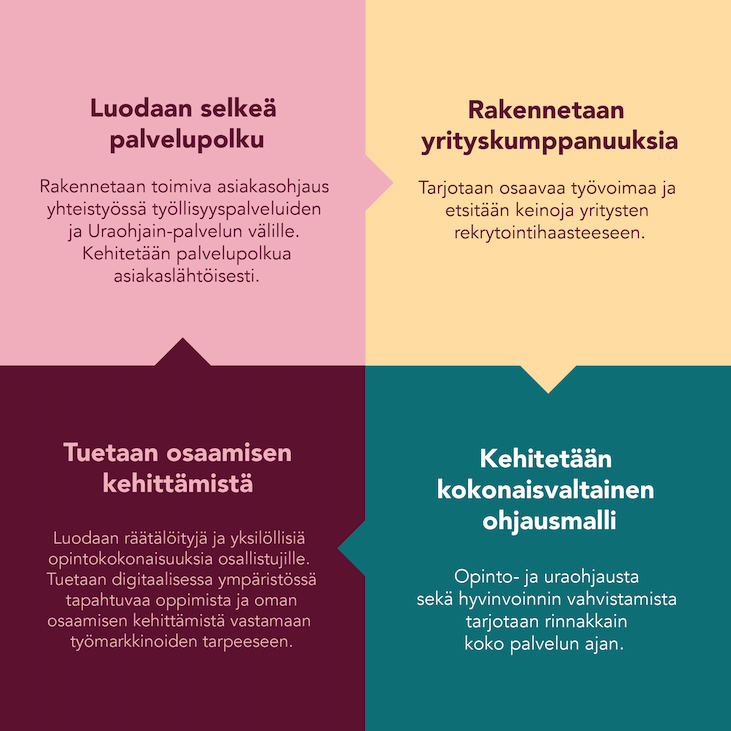 Luodaan selkeä
palvelupolku
Rakennetaan toimiva asiakasohjaus
yhteistyössä työllisyyspalveluiden
ja Uraohjain-palvelun välille.
Kehitetään palvelupolkua
asiakaslähtöisesti.
Rakennetaan
yrityskumppanuuksia
Tarjotaan osaavaa työvoimaa ja
etsitään keinoja yritysten
rekrytointihaasteeseen.
Tuetaan osaamisen
kehittämistä
Luodaan räätälöityjä ja yksilöllisiä
opintokokonaisuuksia osallistujille.
Tuetaan digitaalisessa ympäristössä
tapahtuvaa oppimista ja oman
osaamisen kehittämistä vastamaan
työmarkkinoiden tarpeeseen.
Kehitetään
kokonaisvaltainen
ohjausmalli
Opinto- ja uraohjausta
sekä hyvinvoinnin vahvistamista
tarjotaan rinnakkain
koko palvelun ajan.